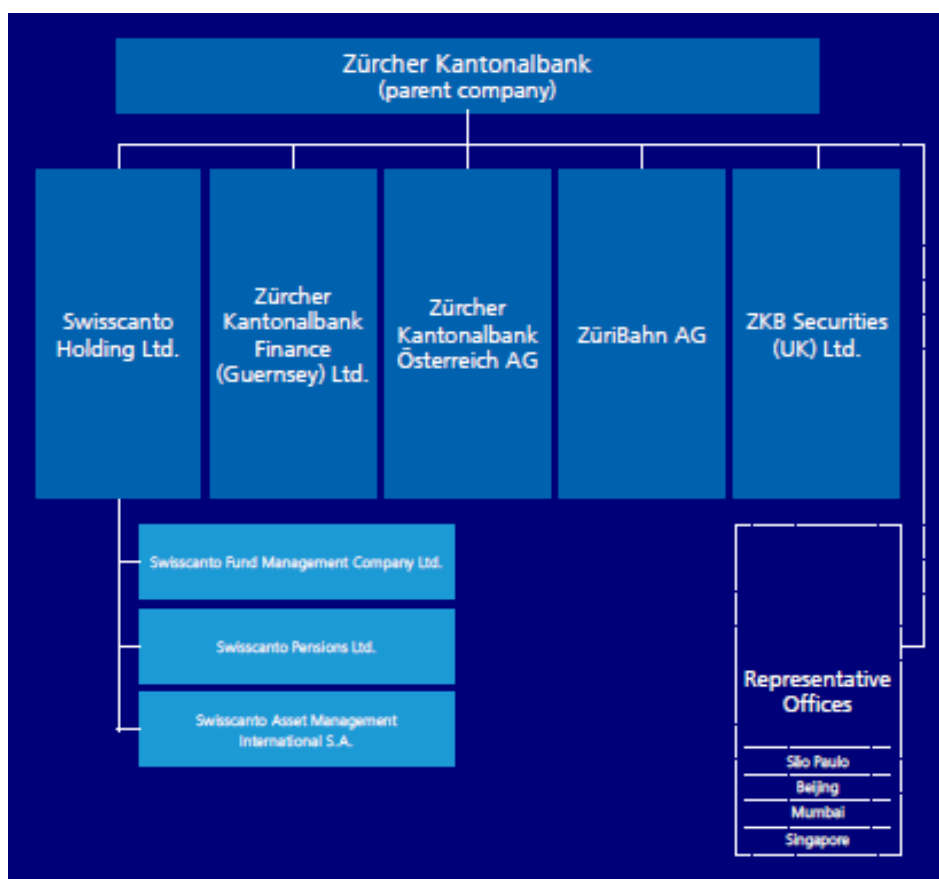 Zürcher Kantonalbank
(parent company)
Swisscanto
Holding Ltd.
Zürcher
Kantonalbank
Finance
(Guernsey) Ltd.
Zürcher
Kantonalbank
Österreich AG
ZüriBahn AG
ZKB Securities
(UK) Ltd.
Swisscanto Fund Management Company Ltd.
Swisscanto Pensions Ltd.
Swisscanto Asset Management
International S.A.
Representative
Offices
São Paulo
Beijing
Mumbai
Singapore